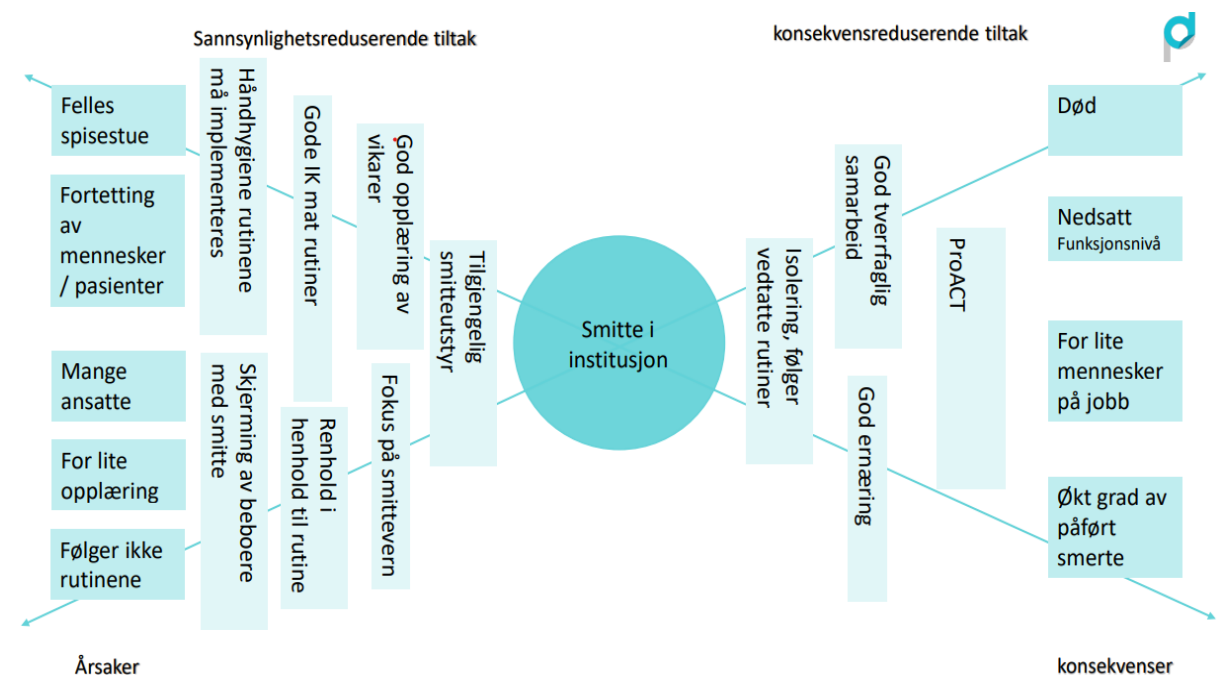 Sannsynlighetsreduserende tiltak
konsekvensreduserende tiltak
Felles
spisestue
Fortetting
av
mennesker
/ pasienter
Mange
ansatte
For lite
opplæring
Følger ikke
rutinene
Håndhygiene rutinene
må implementeres
Gode IK mat rutiner
God opplæring av
vikarer
Tilgjengelig
smitteutstyr
Skjerming av beboere
med smitte
Renhold i
henhold til rutine
Fokus på smittevern
Smitte i
institusjon
Isolering, følger
vedtatte rutiner
God tverrfaglig
samarbeid
God ernæring
ProACT
Død
Nedsatt
Funksjonsnivå
For lite
mennesker
på jobb
Økt grad av
påført
smerte
Årsaker
konsekvenser